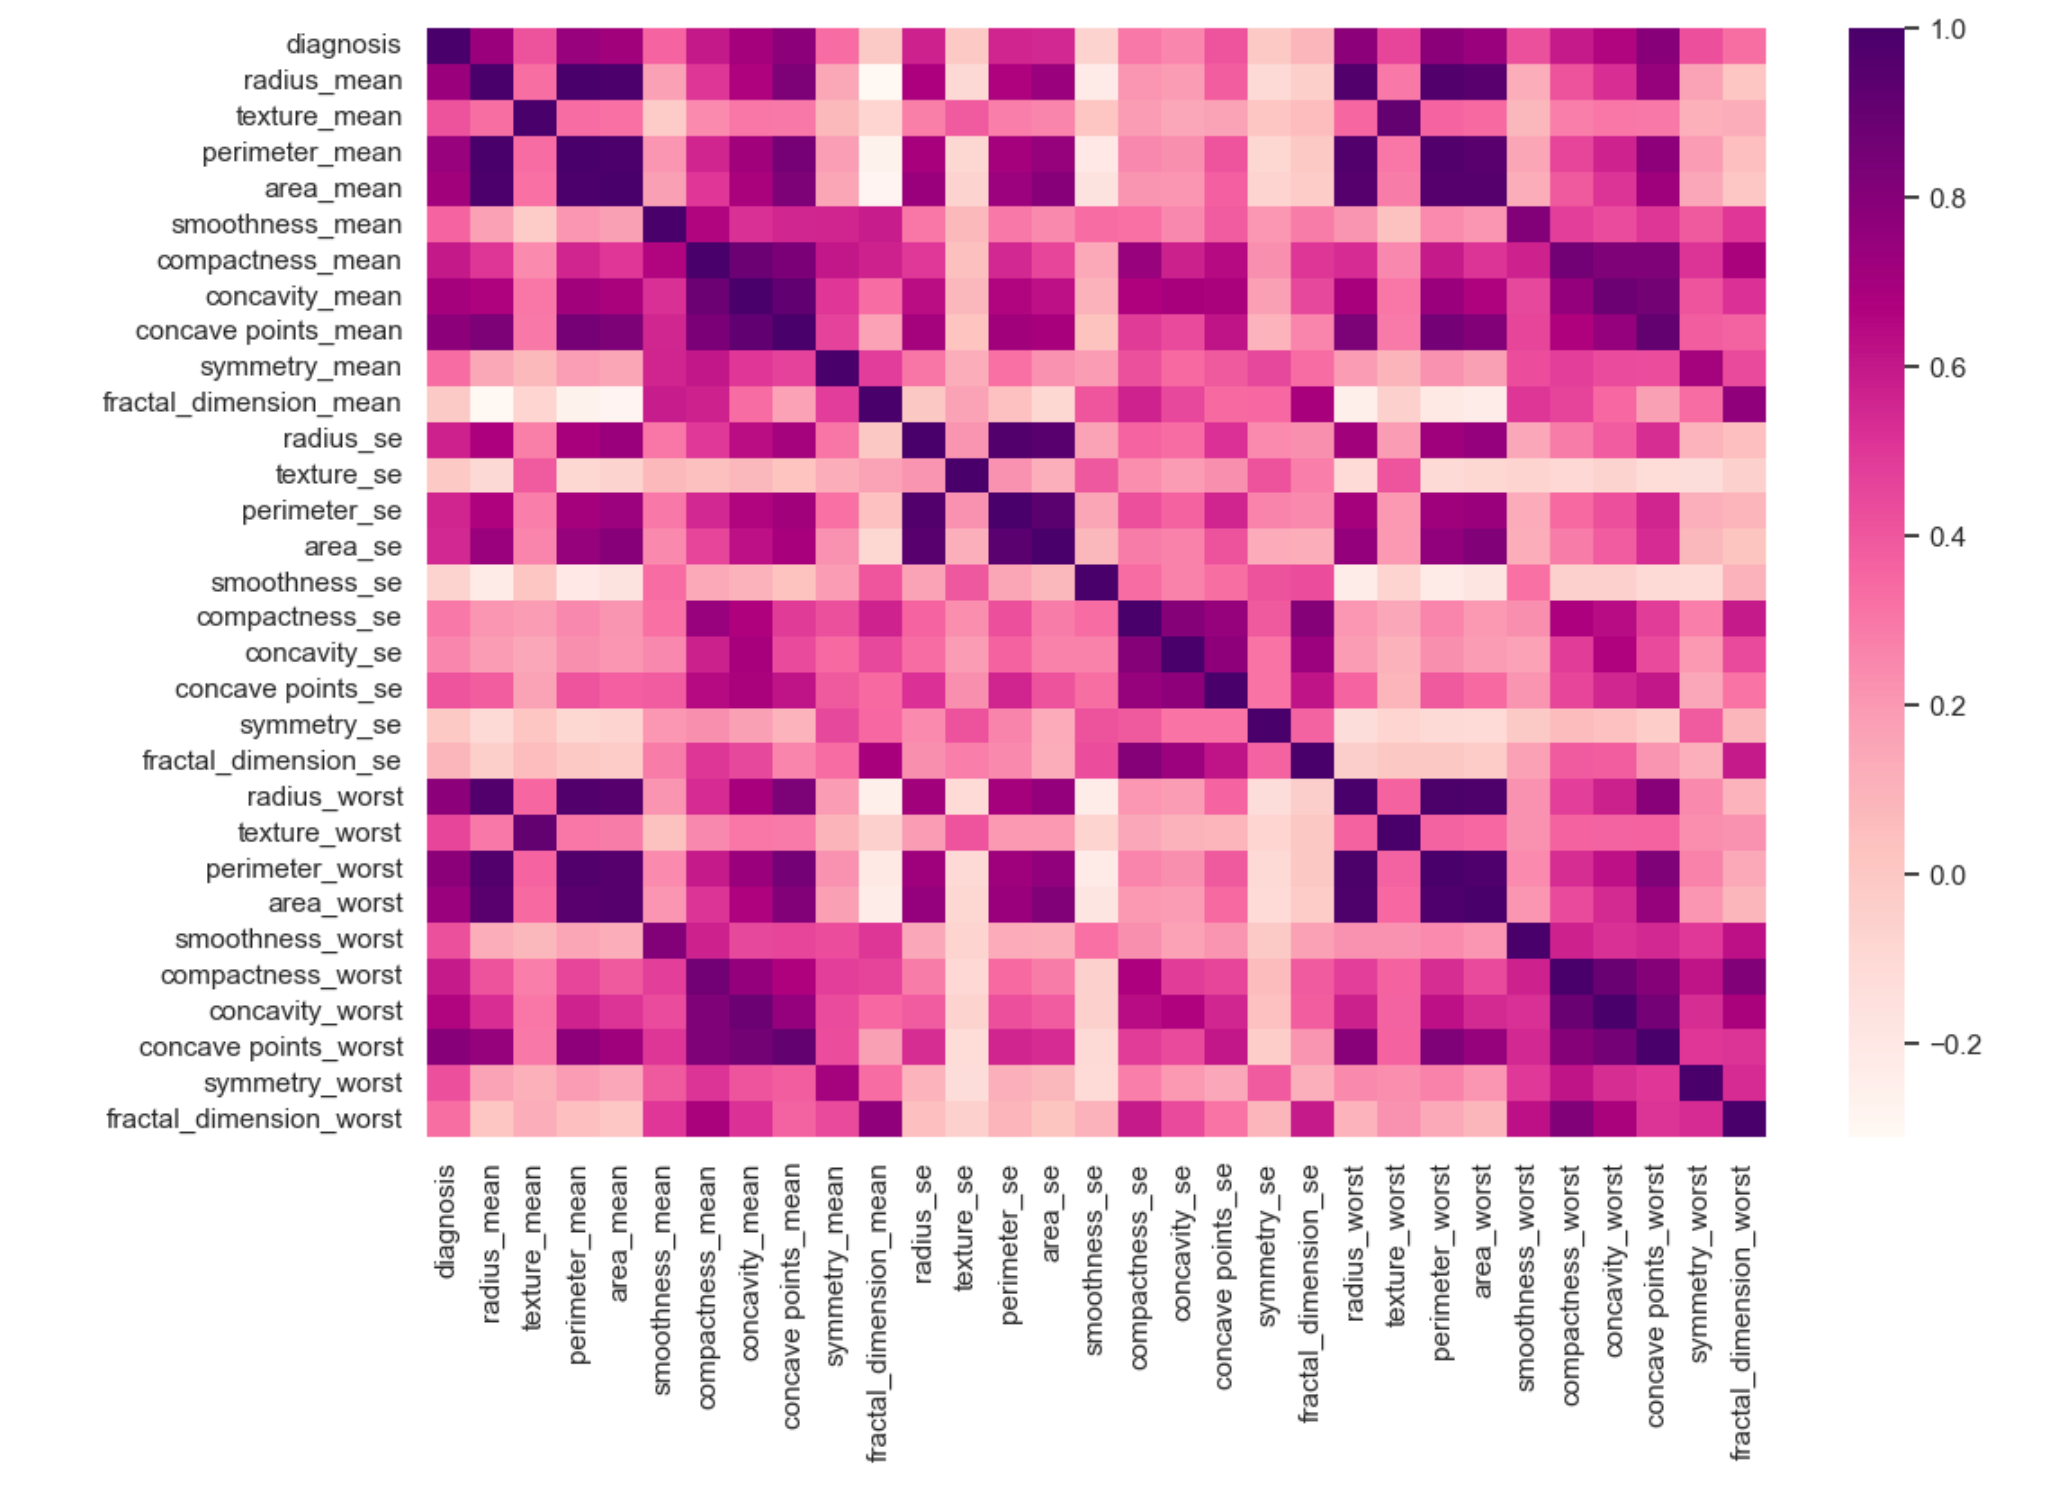 diagnosis
radius_mean
texture_mean
perimeter_mean
area_mean
smoothness_mean
compactness_mean
concavity_mean
concave points_mean
symmetry_mean
fractal_dimension_mean
radius_se
texture_se
perimeter_se
area_se
smoothness_se
compactness_se
concavity_se
concave points_se
symmetry_se
fractal_dimension_se
radius_worst
texture_worst
perimeter_worst
area_worst
smoothness_worst
compactness_worst
concavity_worst
concave points_worst
symmetry_worst
fractal_dimension_worst
diagnosis
radius_mean
texture_mean
perimeter_mean
area_mean
smoothness_mean
compactness_mean
concavity_mean
concave points_mean
symmetry_mean
fractal_dimension_mean
radius_se
texture_se
perimeter_se
area_se
smoothness_se
compactness_se
concavity_se
concave points_se
symmetry_se
fractal_dimension_se
radius_worst
texture_worst
perimeter_worst
area_worst
smoothness_worst
compactness_worst
concavity_worst
concave points_worst
symmetry_worst
fractal_dimension_worst
1.0
0.8
0.6
0.4
0.2
0.0
−0.2